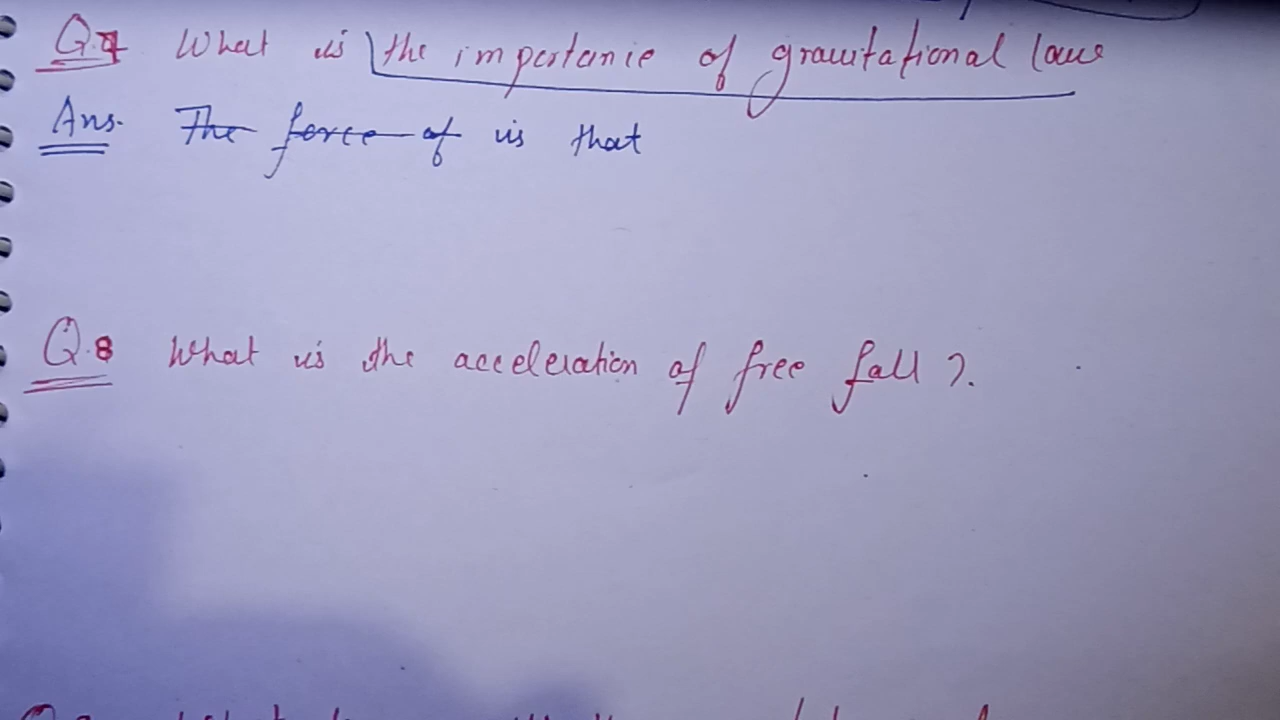 Q.7 What is the importanie of gravitational laws
Ans. The force of is that
Q.8 What is the acceleration of free fall ?.